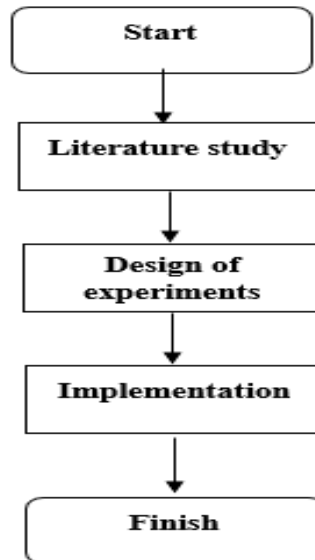 Start
Literature study
Design of
experiments
Implementation
Finish